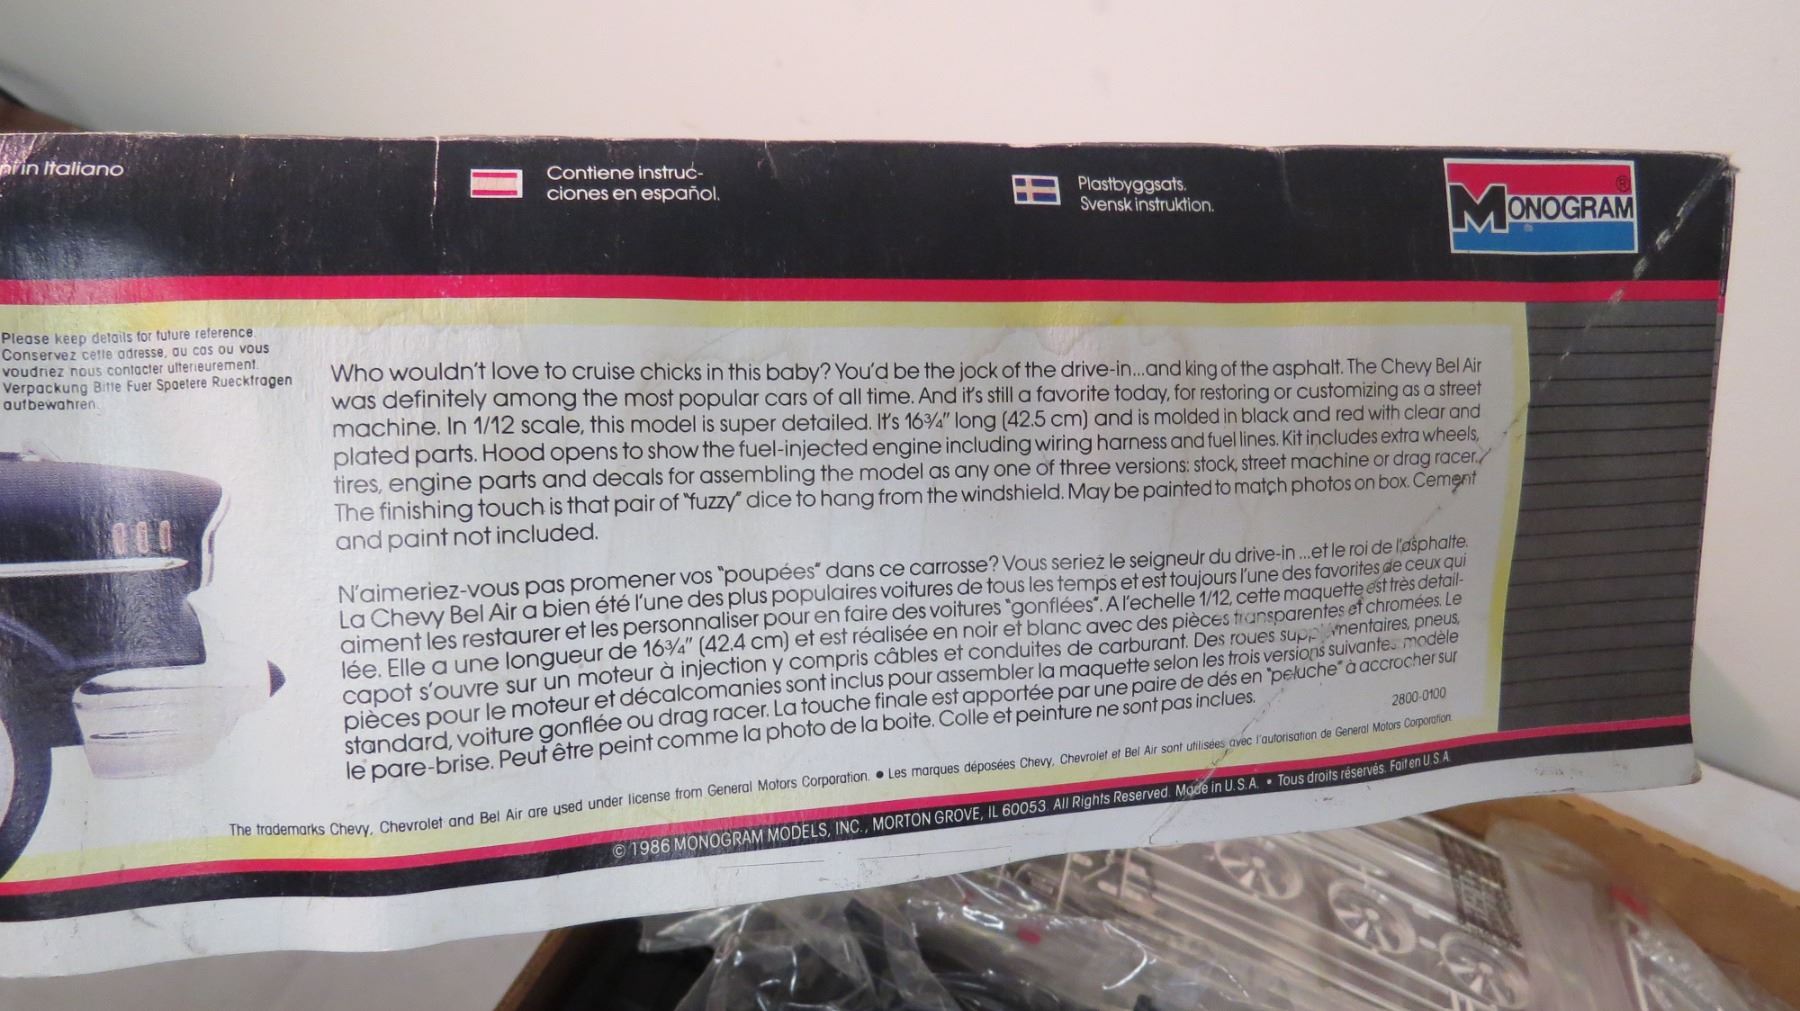 in Italiano
Contiene instruc-
ciones en español.
Plastbyggsats.
Svensk instruktion.
MONOGRAM®
Please keep details for future reference.
Conservez cette adresse, au cas ou vous
voudriez nous contacter ulterieurement.
Verpackung Bitte Fuer Spaetere Ruecktragen
aufbewahren.
Who wouldn't love to cruise chicks in this baby? You'd be the jock of the drive-in...and king of the asphalt. The Chevy Bel Air
was definitely among the most popular cars of all time. And it's still a favorite today, for restoring or customizing as a street
machine. In 1/12 scale, this model is super detailed. It's 16¾" long (42.5 cm) and is molded in black and red with clear and
plated parts. Hood opens to show the fuel-injected engine including wiring harness and fuel lines. Kit includes extra wheels,
tires, engine parts and decals for assembling the model as any one of three versions: stock, street machine or drag racer.
The finishing touch is that pair of "fuzzy" dice to hang from the windshield. May be painted to match photos on box. Cement
and paint not included.
N'aimeriez-vous pas promener vos "poupées" dans ce carrosse? Vous seriez le seigneur du drive-in ...et le roi de l'asphalte.
La Chevy Bel Air a bien été l'une des plus populaires voitures de tous les temps et est toujours l'une des favorites de ceux qui
aiment les restaurer et les personnaliser pour en faire des voitures "gonflées". A l'echelle 1/12, cette maquette est très detail-
lée. Elle a une longueur de 16¾" (42.4 cm) et est réalisée en noir et blanc avec des pièces transparentes et chromées. Le
capot s'ouvre sur un moteur à injection y compris câbles et conduites de carburant. Des roues supplémentaires, pneus,
pièces pour le moteur et décalcomanies sont inclus pour assembler la maquette selon les trois versions suivantes: modèle
standard, voiture gonflée ou drag racer. La touche finale est apportée par une paire de dés en "peluche" à accrocher sur
le pare-brise. Peut être peint comme la photo de la boite. Colle et peinture ne sont pas inclues.
2800-0100
The trademarks Chevy, Chevrolet and Bel Air are used under license from General Motors Corporation. • Les marques déposées Chevy, Chevrolet et Bel Air sont utilisées avec l'autorisation de General Motors Corporation.
© 1986 MONOGRAM MODELS, INC., MORTON GROVE, IL 60053. All Rights Reserved. Made in U.S.A. • Tous droits réservés. Fait en U.S.A.